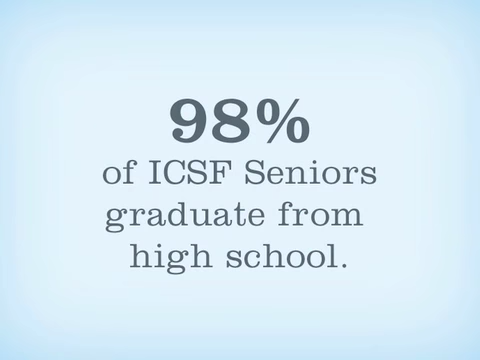 98%
of ICSF Seniors
graduate from
high school.